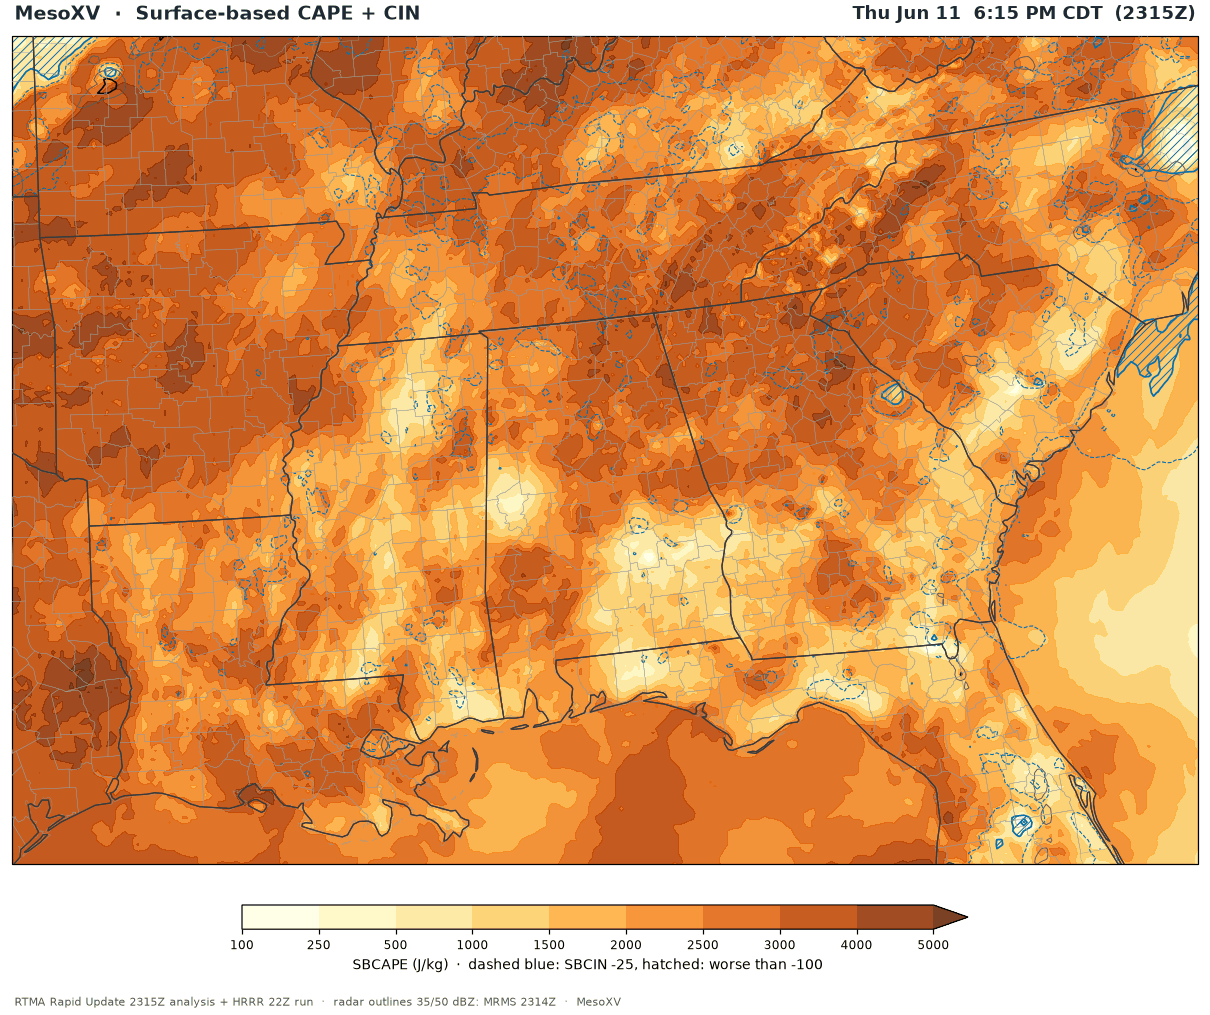 MesoXV · Surface-based CAPE + CIN
Thu Jun 11 6:15 PM CDT (2315Z)
100 250 500 1000 1500 2000 2500 3000 4000 5000
SBCAPE (J/kg) · dashed blue: SBCIN -25, hatched: worse than -100
RTMA Rapid Update 2315Z analysis + HRRR 22Z run · radar outlines 35/50 dBZ: MRMS 2314Z · MesoXV